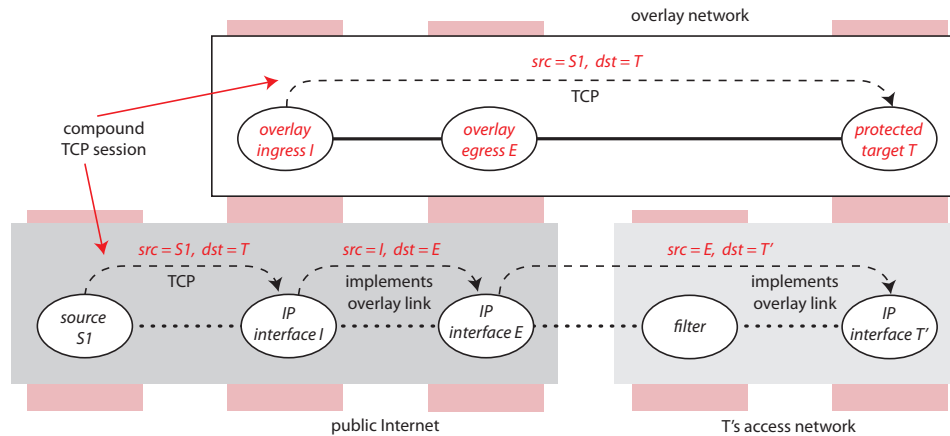 overlay network
src = S1, dst = T
TCP
compound
TCP session
overlay
ingress I
overlay
egress E
protected
target T
src = S1, dst = T
TCP
src = I, dst = E
implements
overlay link
src = E, dst = T’
implements
overlay link
source
S1
IP
interface I
IP
interface E
filter
IP
interface T’
public Internet
T's access network